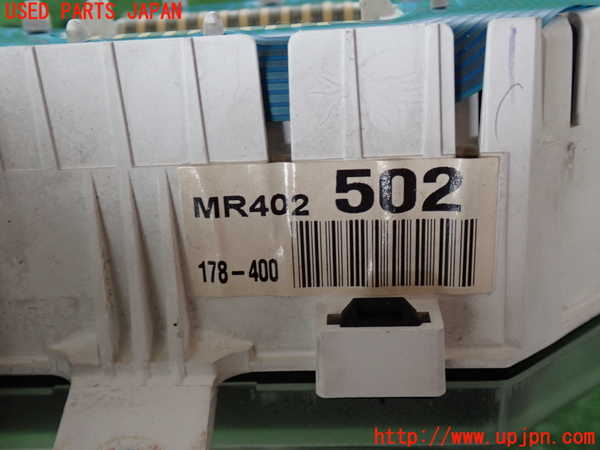 USED PARTS JAPAN
MR402 502
178-400
http://www.upjpn.com